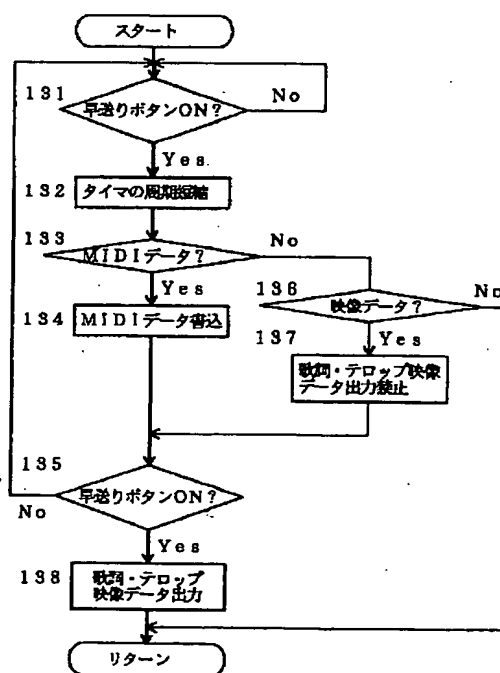 スタート
131
早送りボタンON?
No
Yes
132
タイマの周期短縮
133
MIDIデータ?
No
Yes
134
MIDIデータ書込
136
映像データ?
No
137
Yes
歌詞・テロップ映像
データ出力禁止
135
早送りボタンON?
No
Yes
138
歌詞・テロップ
映像データ出力
リターン